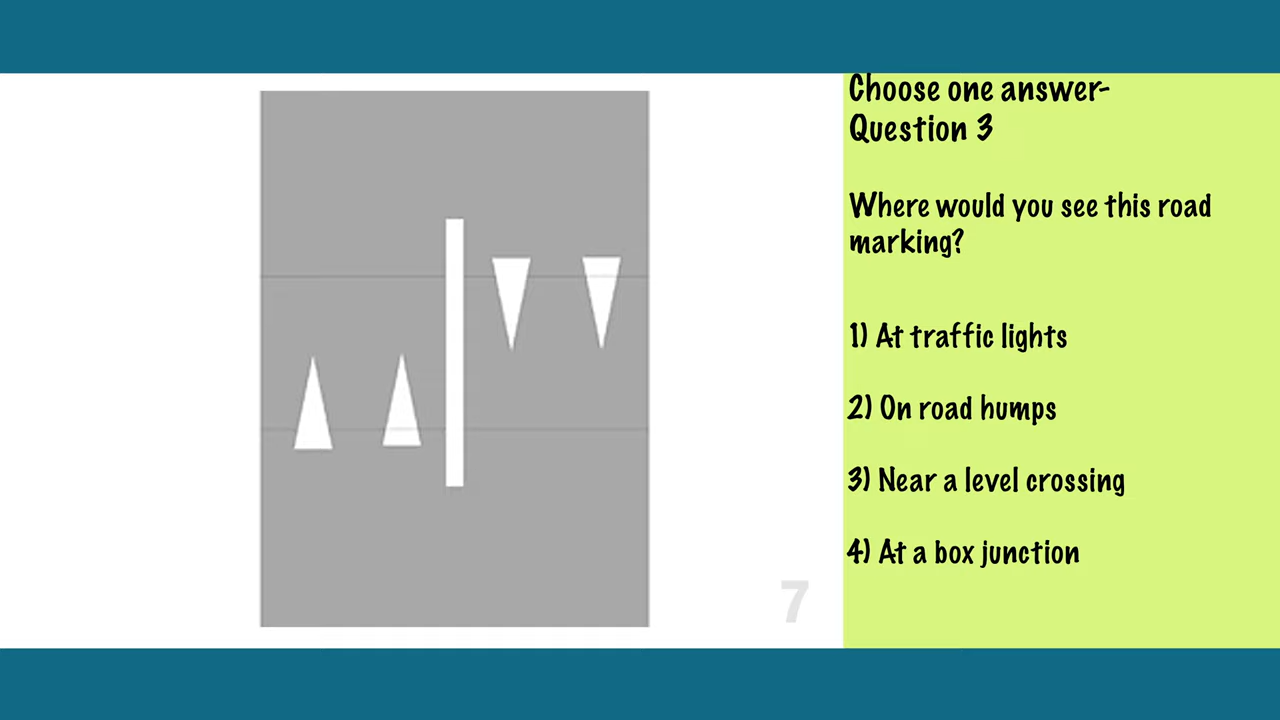 Choose one answer-
Question 3
Where would you see this road
marking?
1) At traffic lights
2) On road humps
3) Near a level crossing
4) At a box junction
7